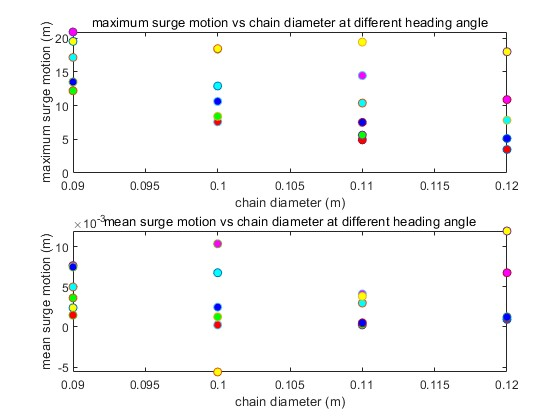 maximum surge motion vs chain diameter at different heading angle
maximum surge motion (m)
20
15
10
5
0
0.09 0.095 0.1 0.105 0.11 0.115 0.12
chain diameter (m)
×10⁻³
mean surge motion vs chain diameter at different heading angle
mean surge motion (m)
10
5
0
-5
0.09 0.095 0.1 0.105 0.11 0.115 0.12
chain diameter (m)